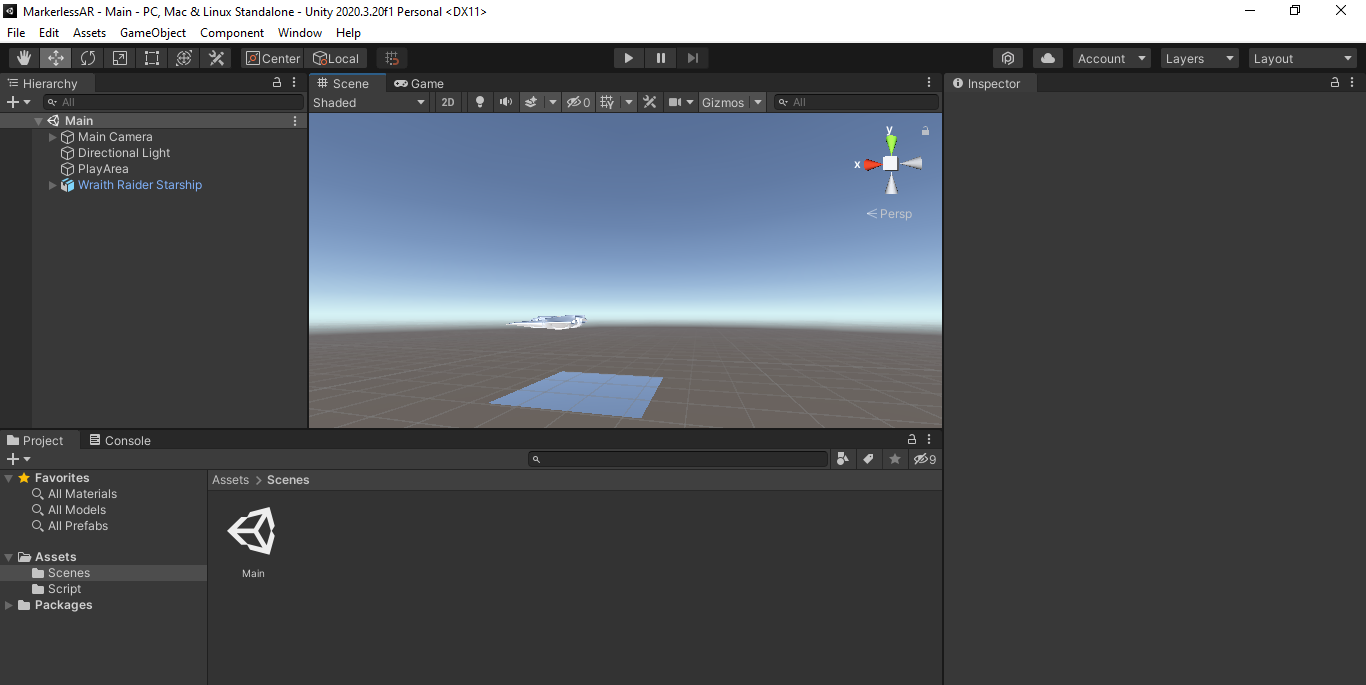 MarkerlessAR - Main - PC, Mac & Linux Standalone - Unity 2020.3.20f1 Personal <DX11>
File Edit Assets GameObject Component Window Help
Center Local Account Layers Layout
Hierarchy
All
Main
Main Camera
Directional Light
PlayArea
Wraith Raider Starship
Scene Game
Shaded 2D 0 Gizmos All
y
x
Persp
Inspector
Project Console
9
Favorites
All Materials
All Models
All Prefabs
Assets
Scenes
Script
Packages
Assets > Scenes
Main